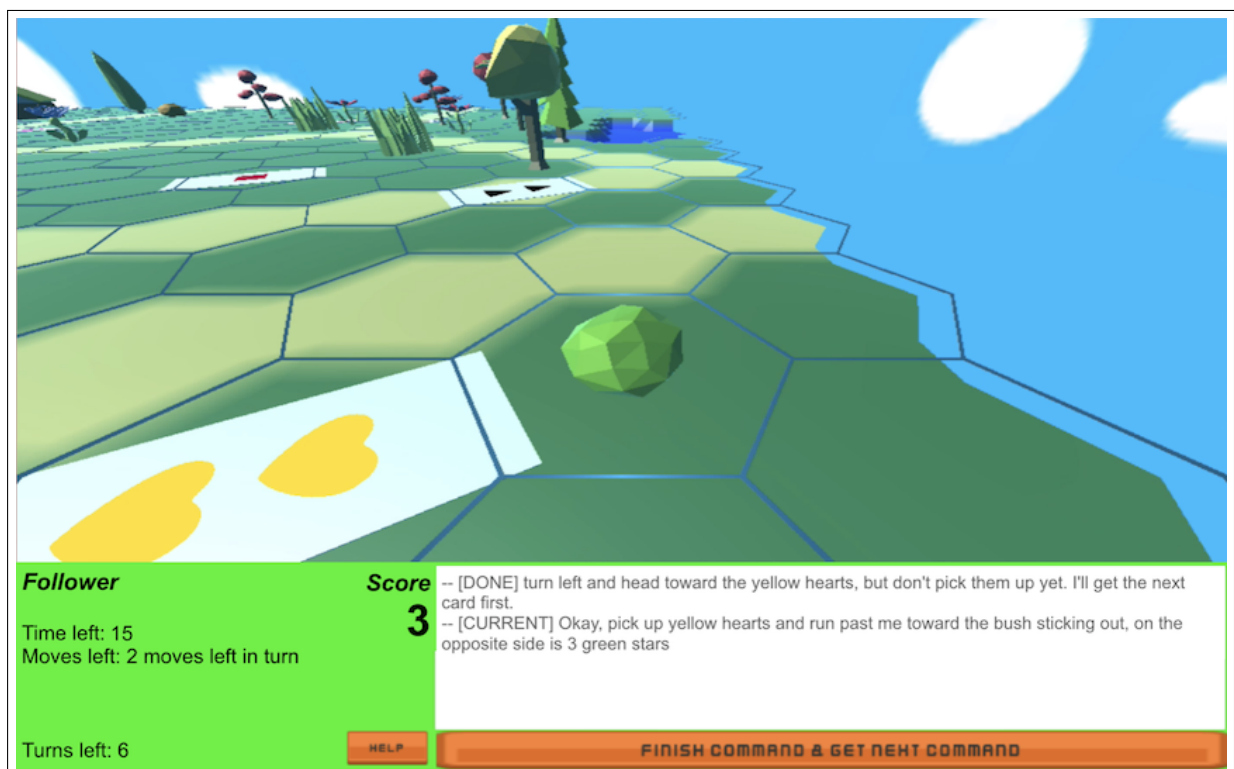 Follower
Score
3
Time left: 15
Moves left: 2 moves left in turn
Turns left: 6
HELP
-- [DONE] turn left and head toward the yellow hearts, but don't pick them up yet. I'll get the next
card first.
-- [CURRENT] Okay, pick up yellow hearts and run past me toward the bush sticking out, on the
opposite side is 3 green stars
FINISH COMMAND & GET NEXT COMMAND